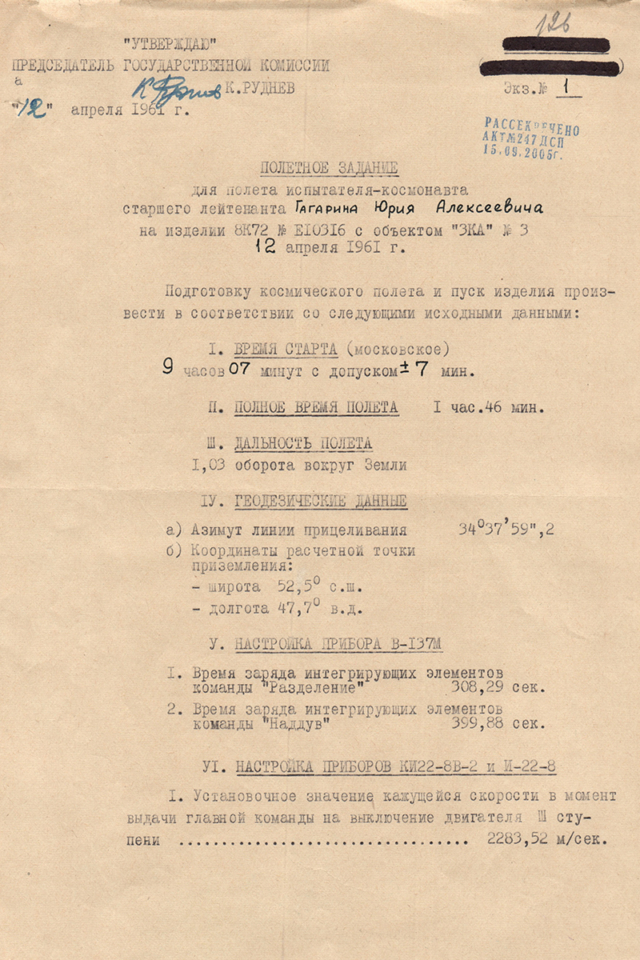 126
"УТВЕРЖДАЮ"
ПРЕДСЕДАТЕЛЬ ГОСУДАРСТВЕННОЙ КОМИССИИ
а
К.РУДНЕВ
Экз.№ 1
"12" апреля 1961 г.
РАССЕКРЕЧЕНО
АКТ №247 ДСП
15.09.2005г.
ПОЛЕТНОЕ ЗАДАНИЕ
для полета испытателя-космонавта
старшего лейтенанта Гагарина Юрия Алексеевича
на изделии 8К72 № Е10316 с объектом "ЗКА" № 3
12 апреля 1961 г.
Подготовку космического полета и пуск изделия произ-
вести в соответствии со следующими исходными данными:
I. ВРЕМЯ СТАРТА (московское)
9 часов 07 минут с допуском ± 7 мин.
П. ПОЛНОЕ ВРЕМЯ ПОЛЕТА I час.46 мин.
Ш. ДАЛЬНОСТЬ ПОЛЕТА
1,03 оборота вокруг Земли
IУ. ГЕОДЕЗИЧЕСКИЕ ДАННЫЕ
а) Азимут линии прицеливания 34°37'59",2
б) Координаты расчетной точки
приземления:
- широта 52,5° с.ш.
- долгота 47,7° в.д.
У. НАСТРОЙКА ПРИБОРА В-137М
1. Время заряда интегрирующих элементов
команды "Разделение" 308,29 сек.
2. Время заряда интегрирующих элементов
команды "Наддув" 399,88 сек.
УI. НАСТРОЙКА ПРИБОРОВ КИ22-8В-2 и И-22-8
I. Установочное значение кажущейся скорости в момент
выдачи главной команды на выключение двигателя Ш сту-
пени ................................. 2283,52 м/сек.